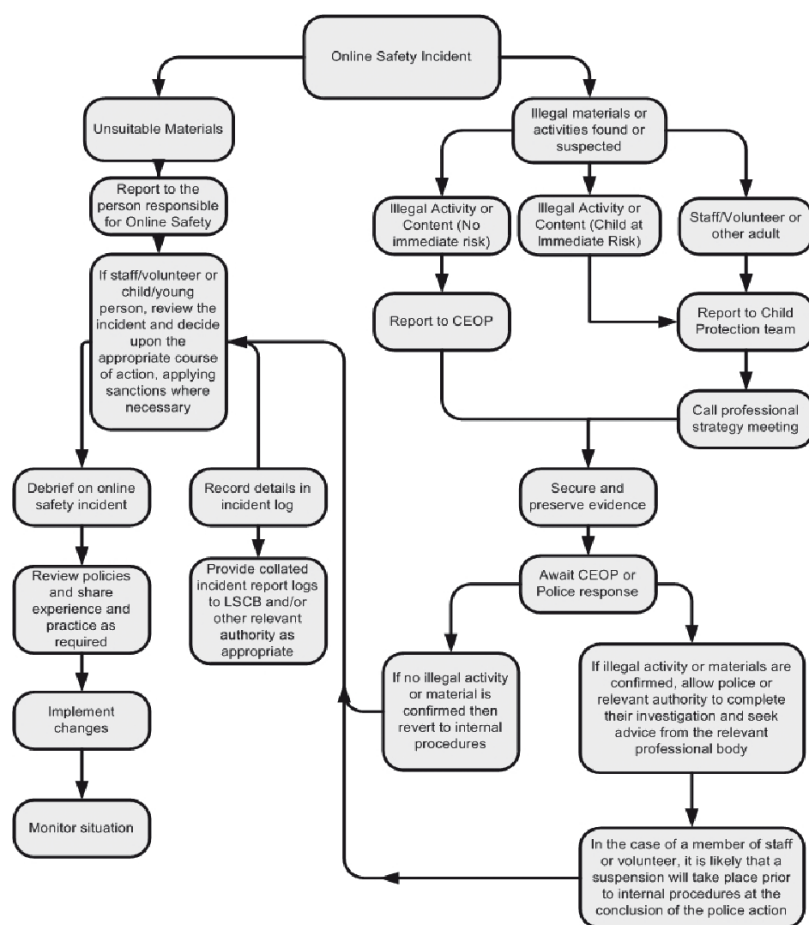 Online Safety Incident
Unsuitable Materials
Report to the
person responsible
for Online Safety
If staff/volunteer or
child/young
person, review the
incident and decide
upon the
appropriate course
of action, applying
sanctions where
necessary
Debrief on online
safety incident
Review policies
and share
experience and
practice as
required
Implement
changes
Monitor situation
Record details in
incident log
Provide collated
incident report logs
to LSCB and/or
other relevant
authority as
appropriate
Illegal materials or
activities found or
suspected
Illegal Activity or
Content (No
immediate risk)
Illegal Activity or
Content (Child at
Immediate Risk)
Staff/Volunteer or
other adult
Report to CEOP
Report to Child
Protection team
Call professional
strategy meeting
Secure and
preserve evidence
Await CEOP or
Police response
If no illegal activity
or material is
confirmed then
revert to internal
procedures
If illegal activity or materials are
confirmed, allow police or
relevant authority to complete
their investigation and seek
advice from the relevant
professional body
In the case of a member of staff
or volunteer, it is likely that a
suspension will take place prior
to internal procedures at the
conclusion of the police action